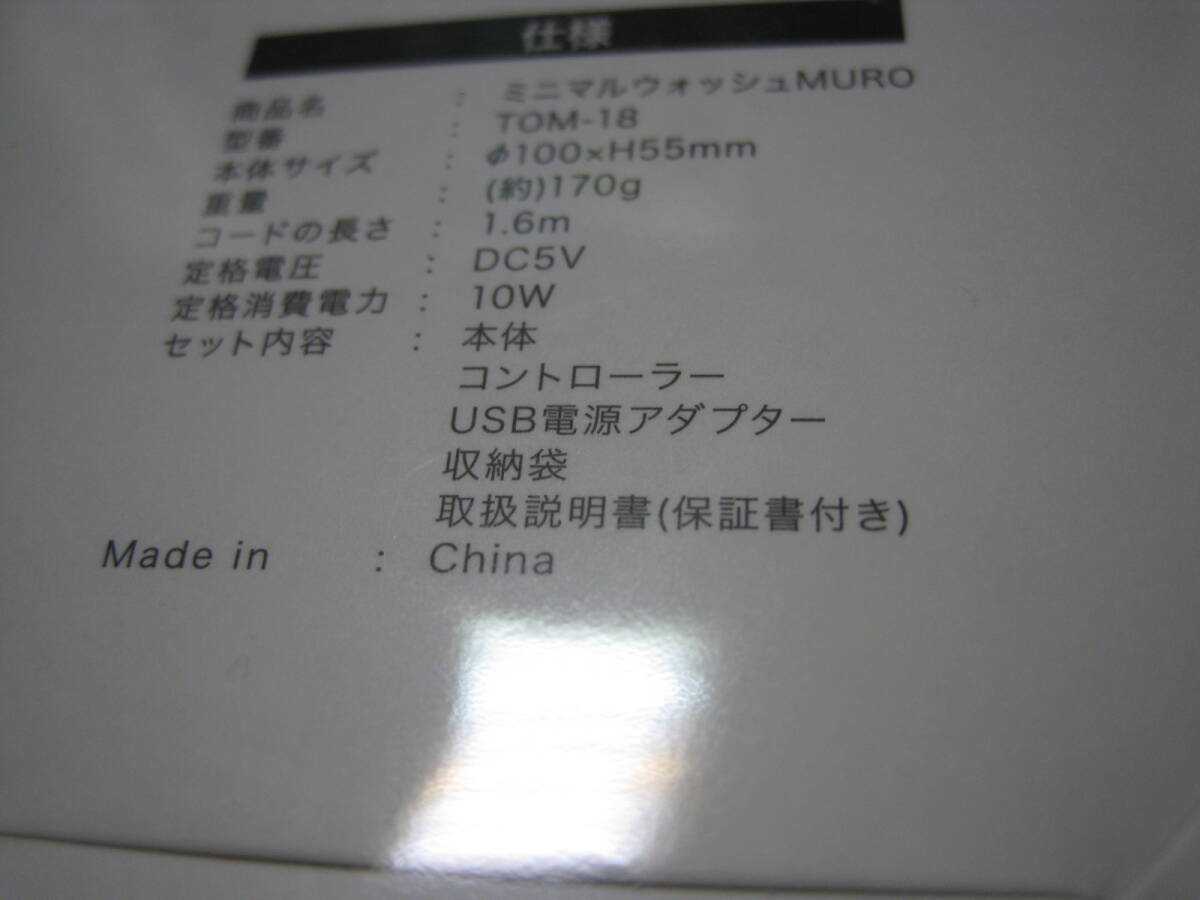 仕様
商品名 : ミニマルウォッシュMURO
型番 : TOM-18
本体サイズ : φ100×H55mm
重量 : (約)170g
コードの長さ : 1.6m
定格電圧 : DC5V
定格消費電力 : 10W
セット内容 : 本体
コントローラー
USB電源アダプター
収納袋
取扱説明書(保証書付き)
Made in : China